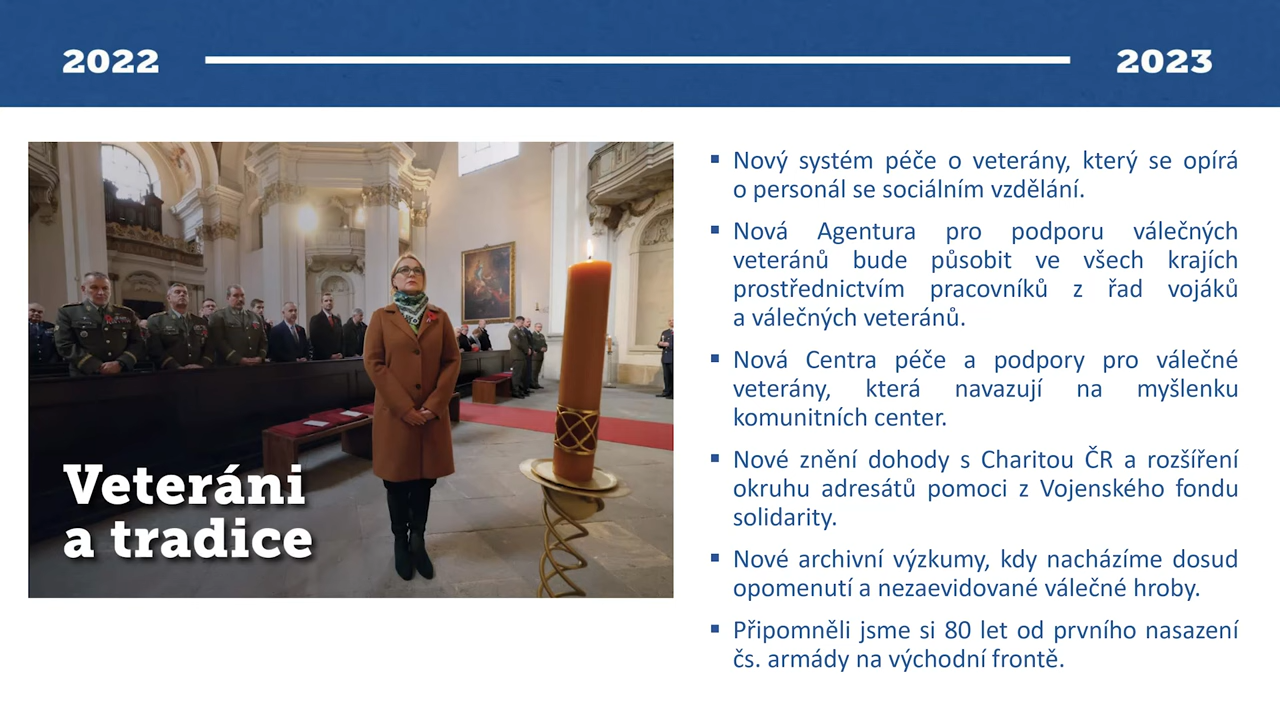 2022
2023
Veteráni
a tradice
▪ Nový systém péče o veterány, který se opírá
o personál se sociálním vzdělání.
▪ Nová Agentura pro podporu válečných
veteránů bude působit ve všech krajích
prostřednictvím pracovníků z řad vojáků
a válečných veteránů.
▪ Nová Centra péče a podpory pro válečné
veterány, která navazují na myšlenku
komunitních center.
▪ Nové znění dohody s Charitou ČR a rozšíření
okruhu adresátů pomoci z Vojenského fondu
solidarity.
▪ Nové archivní výzkumy, kdy nacházíme dosud
opomenutí a nezaevidované válečné hroby.
▪ Připomněli jsme si 80 let od prvního nasazení
čs. armády na východní frontě.